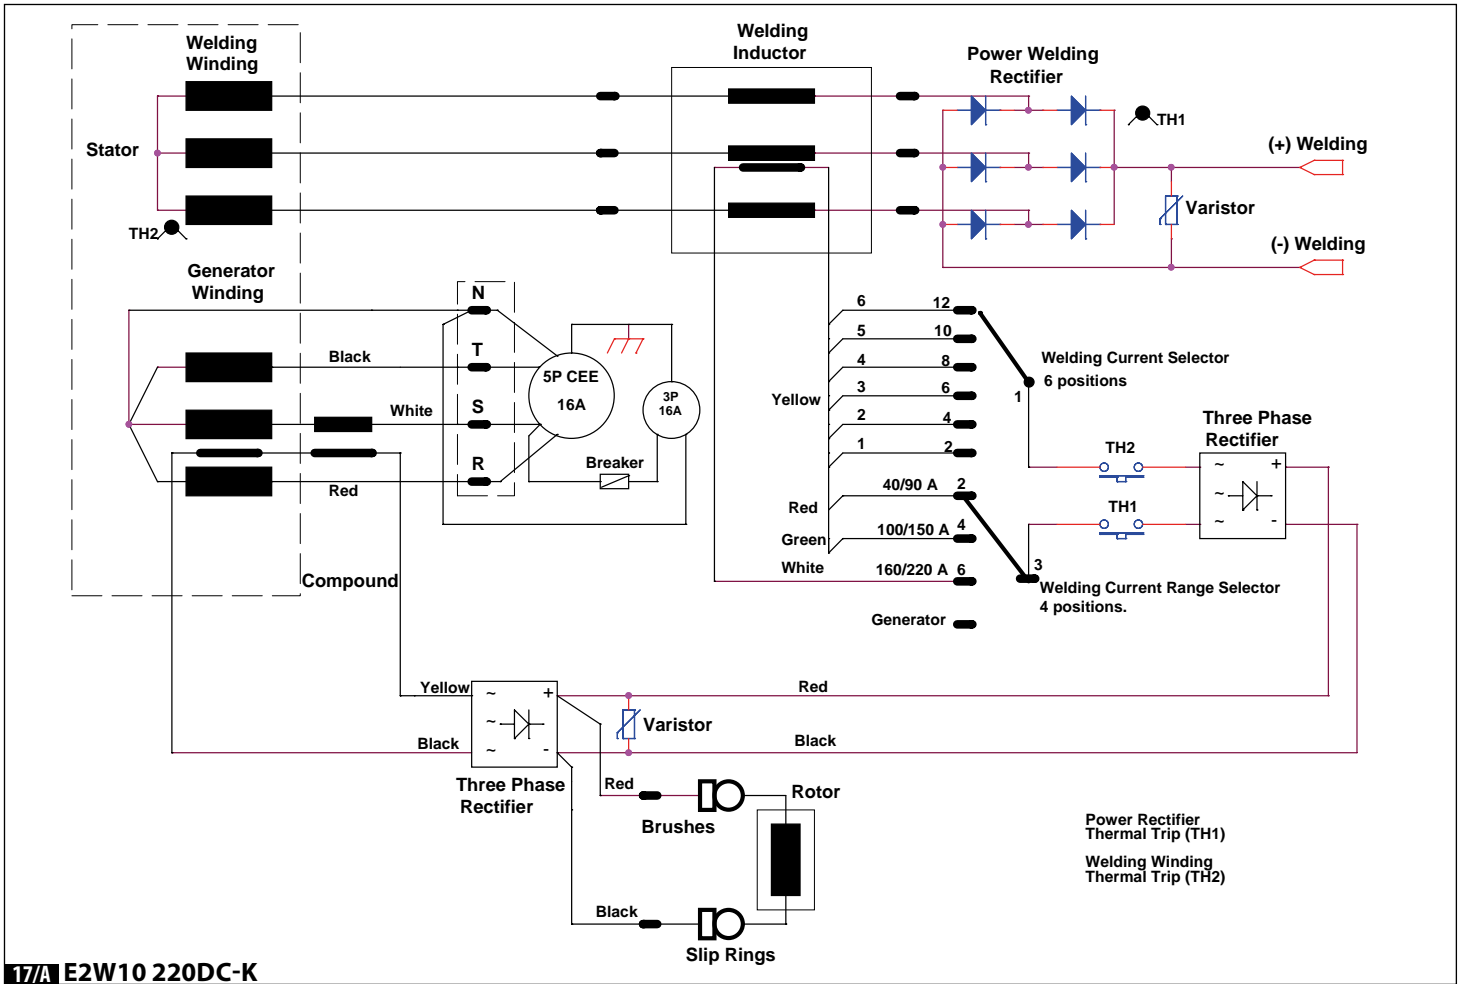 Welding
Winding
Welding
Inductor
Power Welding
Rectifier
TH1
Stator
(+) Welding
Varistor
TH2
(-) Welding
Generator
Winding
N
6 12
5 10
T
Black
5P CEE
16A
3P
16A
4 8
Welding Current Selector
6 positions
3 6
1
Yellow
S
White
2 4
Three Phase
Rectifier
1 2
TH2
R
Breaker
~ +
~
~ -
Red
40/90 A 2
Red
TH1
100/150 A 4
Green
White
160/220 A 6
3
Compound
Welding Current Range Selector
4 positions.
Generator
Yellow
~ +
~
~ -
Red
Varistor
Black
Black
Three Phase
Rectifier
Red
Rotor
Brushes
Power Rectifier
Thermal Trip (TH1)
Welding Winding
Thermal Trip (TH2)
Black
Slip Rings
17/A E2W10 220DC-K